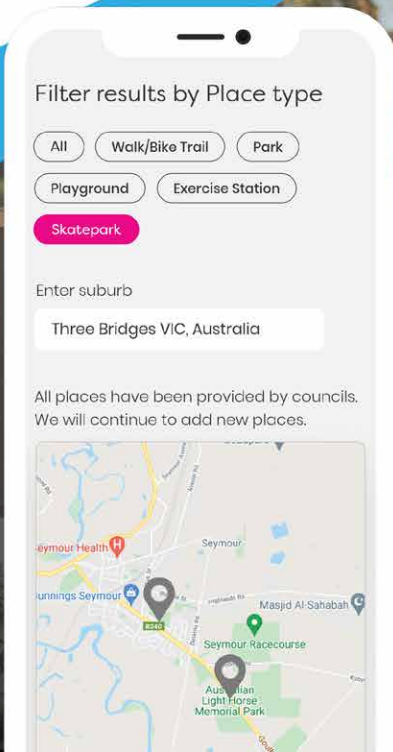 Filter results by Place type
All Walk/Bike Trail Park
Playground Exercise Station
Skatepark
Enter suburb
Three Bridges VIC, Australia
All places have been provided by councils.
We will continue to add new places.
Seymour
eymour Health H
unnings Seymour
Masjid Al-Sahabah
R340
Seymour Racecourse
Australian
Light Horse
Memorial Park